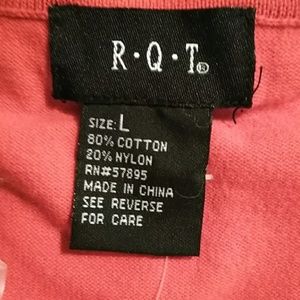 R·Q·T®
SIZE: L
80% COTTON
20% NYLON
RN#57895
MADE IN CHINA
SEE REVERSE
FOR CARE